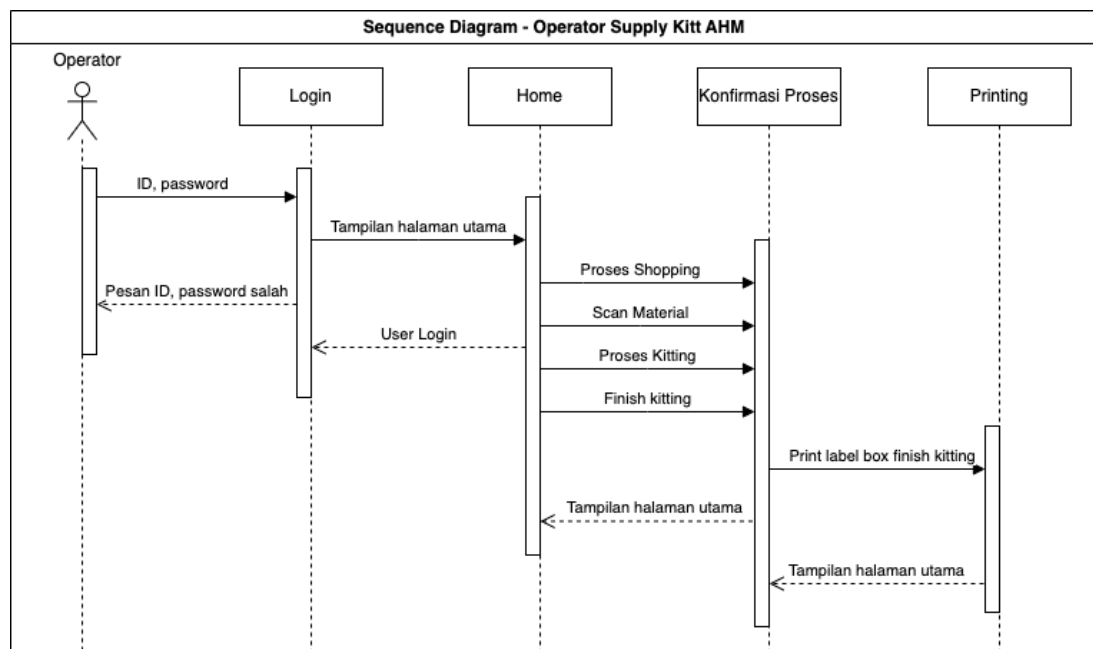 Sequence Diagram - Operator Supply Kitt AHM
Operator
Login
Home
Konfirmasi Proses
Printing
ID, password
Tampilan halaman utama
Proses Shopping
Pesan ID, password salah
Scan Material
User Login
Proses Kitting
Finish kitting
Print label box finish kitting
Tampilan halaman utama
Tampilan halaman utama